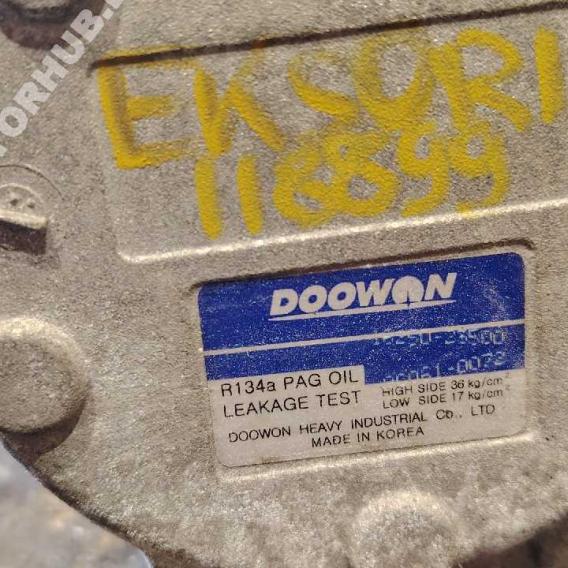 EKSORI
118899
DOOWON
R134a PAG OIL
LEAKAGE TEST
HIGH SIDE 36 kg/cm²
LOW SIDE 17 kg/cm²
DOOWON HEAVY INDUSTRIAL Co., LTD
MADE IN KOREA